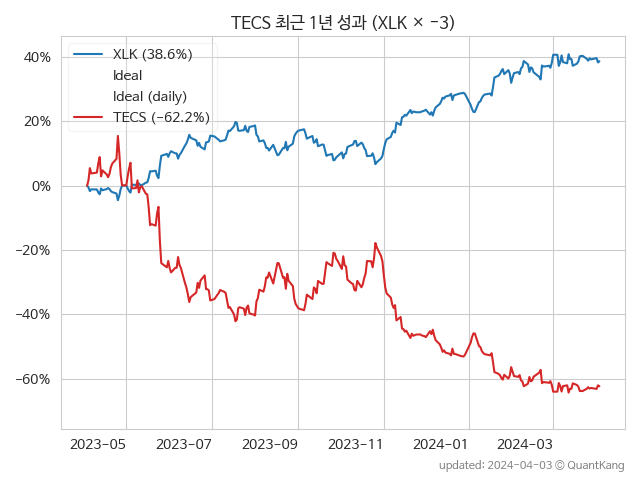 TECS 최근 1년 성과 (XLK × −3)
XLK (38.6%)
Ideal
Ideal (daily)
TECS (−62.2%)
40%
20%
0%
−20%
−40%
−60%
2023−05
2023−07
2023−09
2023−11
2024−01
2024−03
updated: 2024−04−03 © QuantKang